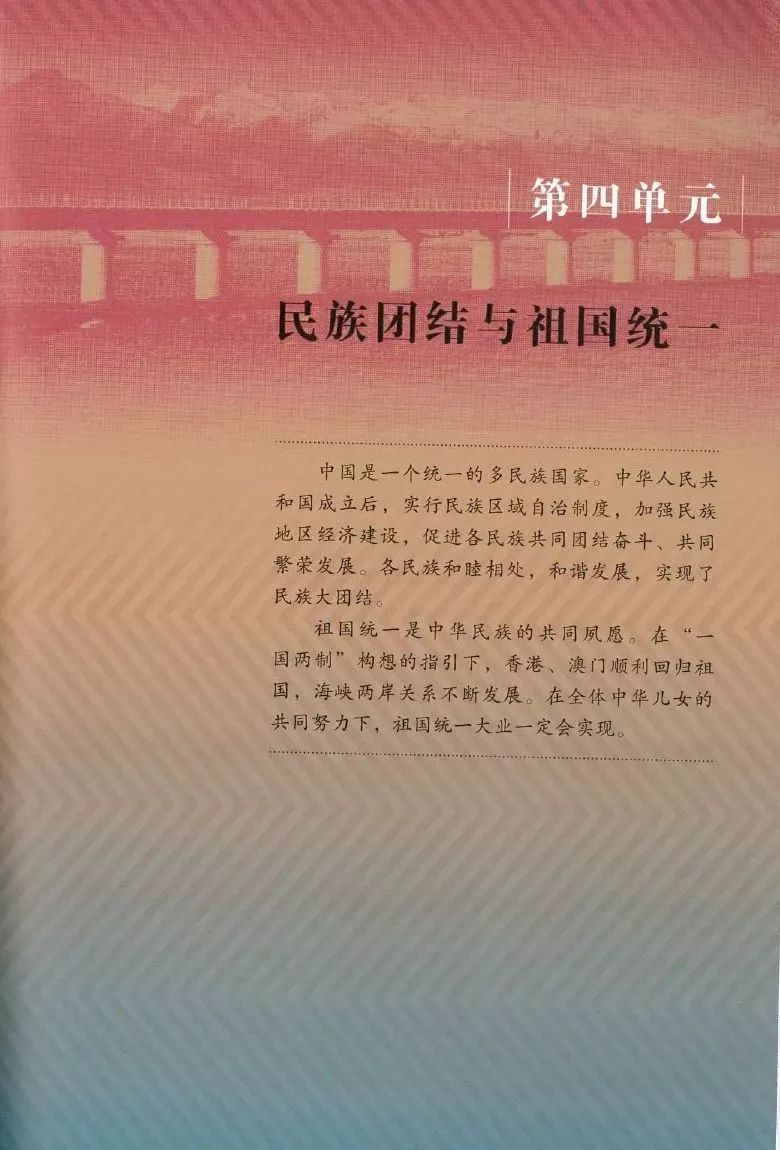 第四单元
民族团结与祖国统一
中国是一个统一的多民族国家。中华人民共
和国成立后，实行民族区域自治制度，加强民族
地区经济建设，促进各民族共同团结奋斗、共同
繁荣发展。各民族和睦相处，和谐发展，实现了
民族大团结。
祖国统一是中华民族的共同夙愿。在“一
国两制”构想的指引下，香港、澳门顺利回归祖
国，海峡两岸关系不断发展。在全体中华儿女的
共同努力下，祖国统一大业一定会实现。